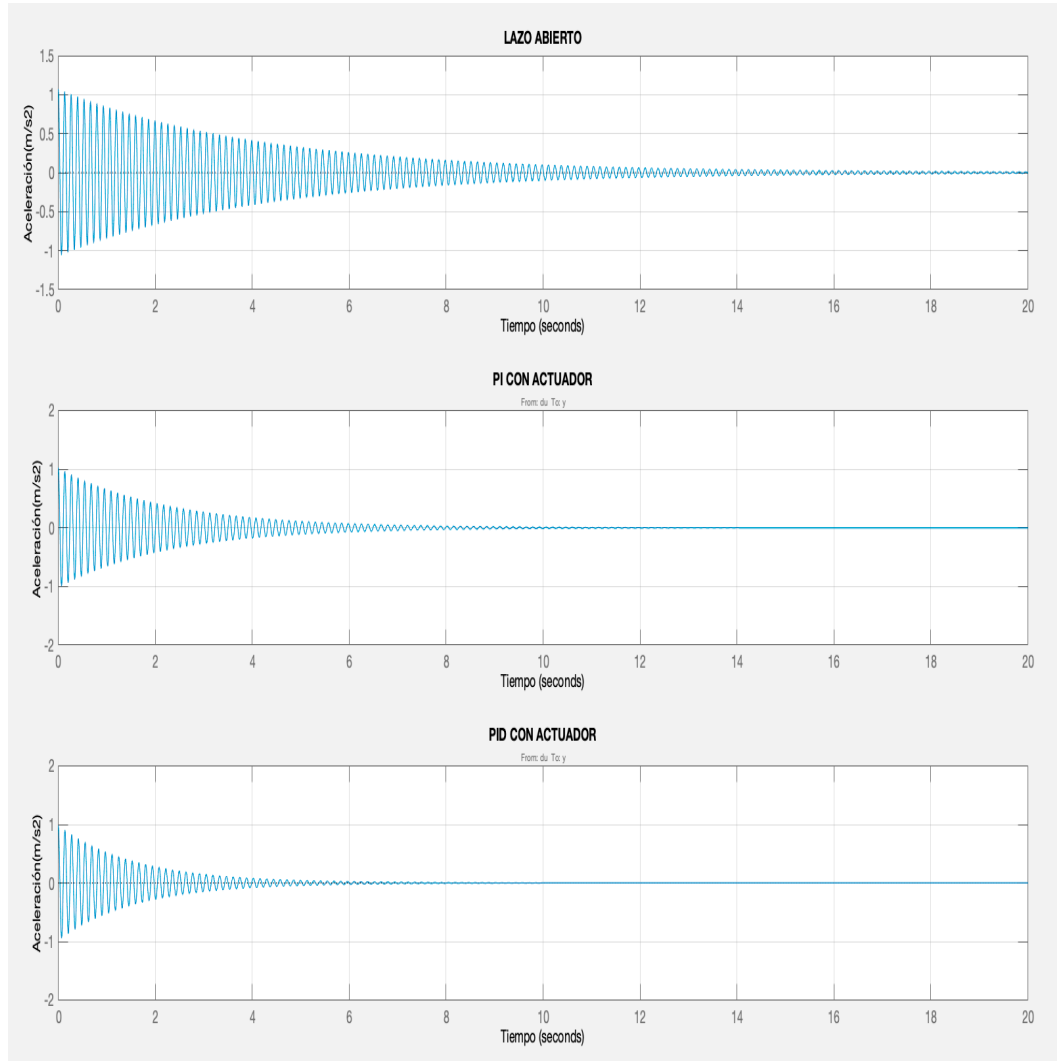 LAZO ABIERTO
1.5
1
0.5
0
-0.5
-1
-1.5
Aceleración(m/s2)
0 2 4 6 8 10 12 14 16 18 20
Tiempo (seconds)
PI CON ACTUADOR
From: du To: y
2
1
0
-1
-2
Aceleración(m/s2)
0 2 4 6 8 10 12 14 16 18 20
Tiempo (seconds)
PID CON ACTUADOR
From: du To: y
2
1
0
-1
-2
Aceleración(m/s2)
0 2 4 6 8 10 12 14 16 18 20
Tiempo (seconds)